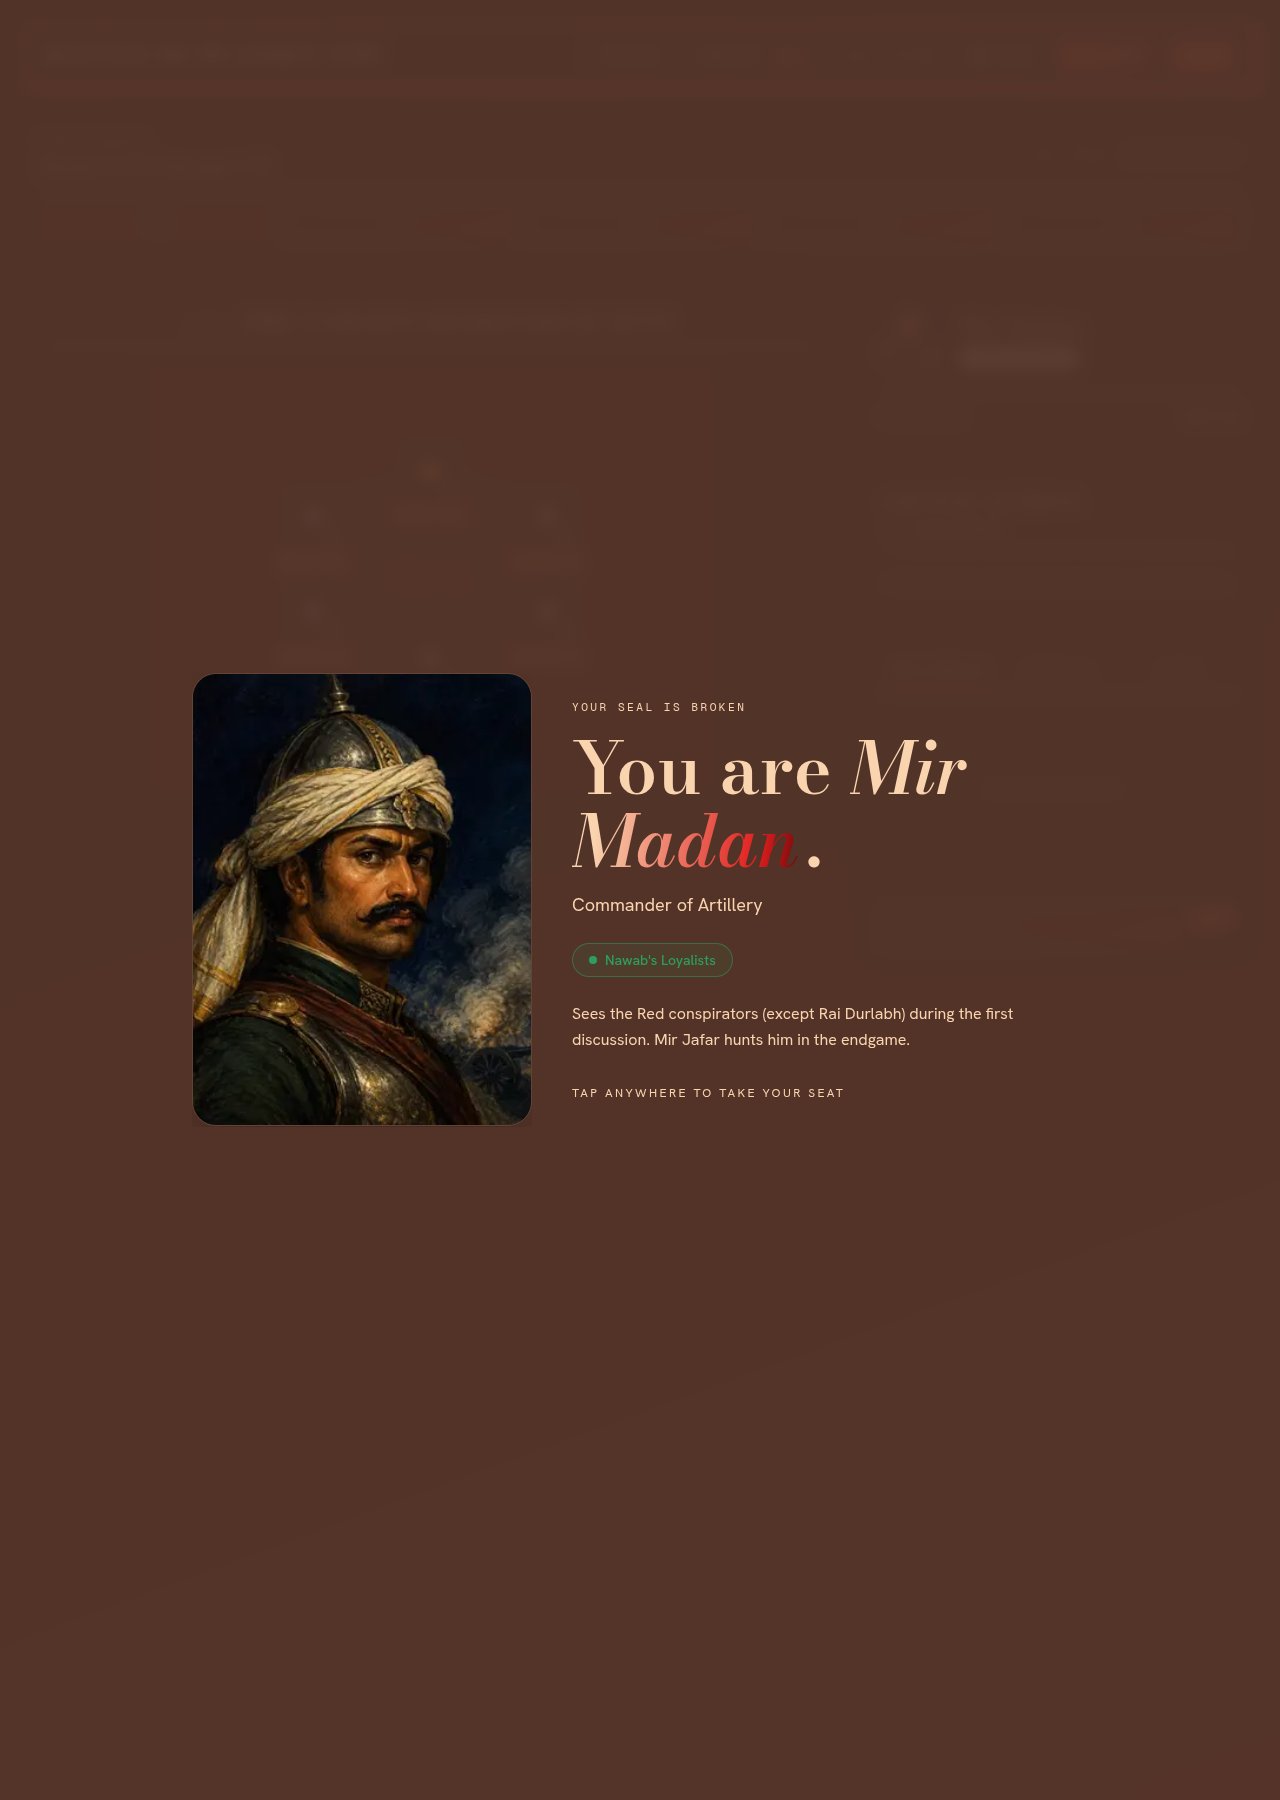 YOUR SEAL IS BROKEN
You are Mir
Madan.
Commander of Artillery
Nawab's Loyalists
Sees the Red conspirators (except Rai Durlabh) during the first
discussion. Mir Jafar hunts him in the endgame.
TAP ANYWHERE TO TAKE YOUR SEAT